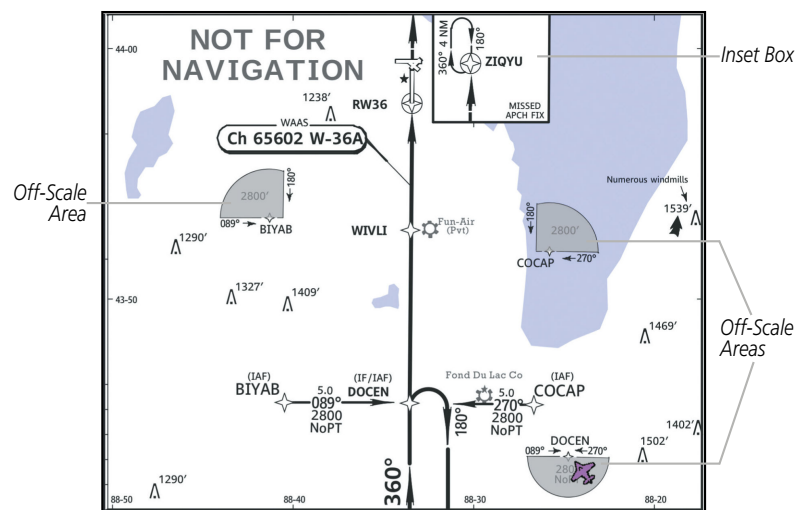 44-00
NOT FOR
NAVIGATION
360° 4 NM
180°
ZIQYU
MISSED
APCH FIX
Inset Box
RW36
1238'
WAAS
Ch 65602 W-36A
Numerous windmills
1539'
Off-Scale
Area
2800'
180°
089°
BIYAB
WIVLI
Fun-Air
(Pvt)
180°
2800'
COCAP
270°
1290'
1327'
1409'
43-50
1469'
Off-Scale
Areas
(IAF)
BIYAB
5.0
089°
2800
NoPT
(IF/IAF)
DOCEN
Fond Du Lac Co
5.0
270°
2800
NoPT
(IAF)
COCAP
180°
360°
1402'
1502'
DOCEN
089°
270°
1290'
88-50
88-40
88-30
88-20